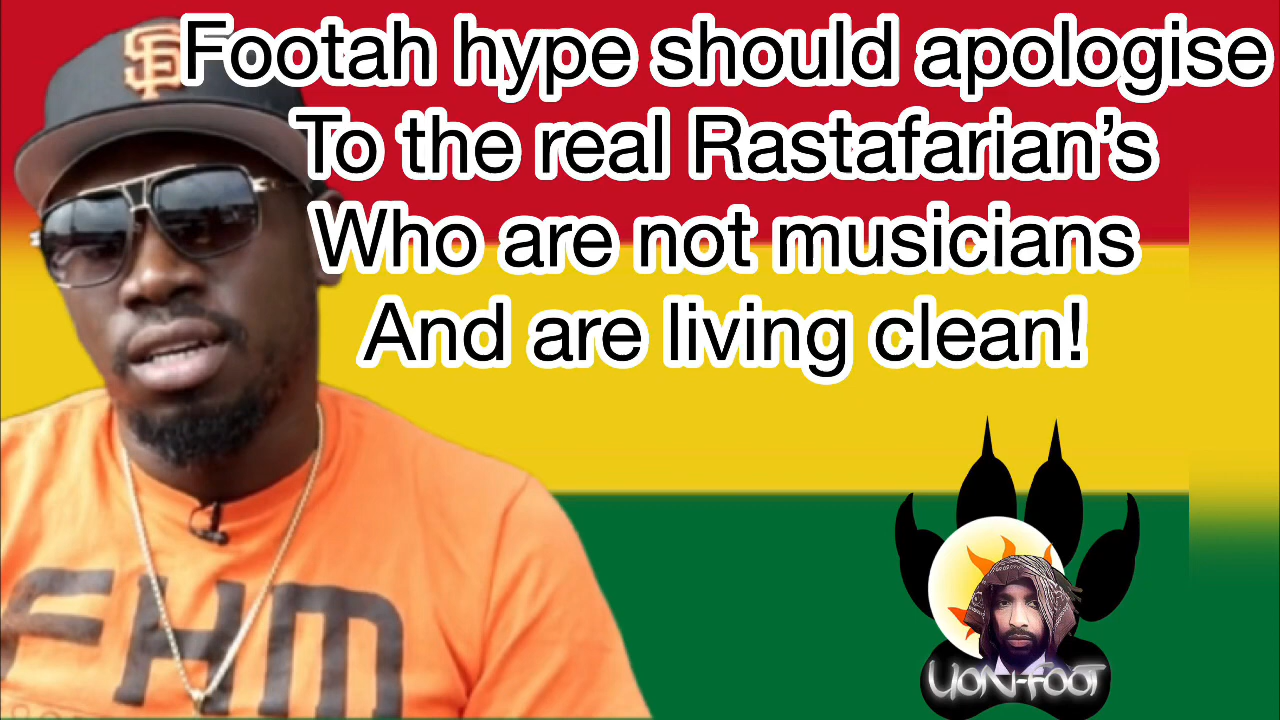 SF
Footah hype should apologise
To the real Rastafarian’s
Who are not musicians
And are living clean!
FHM
LION-FOOT